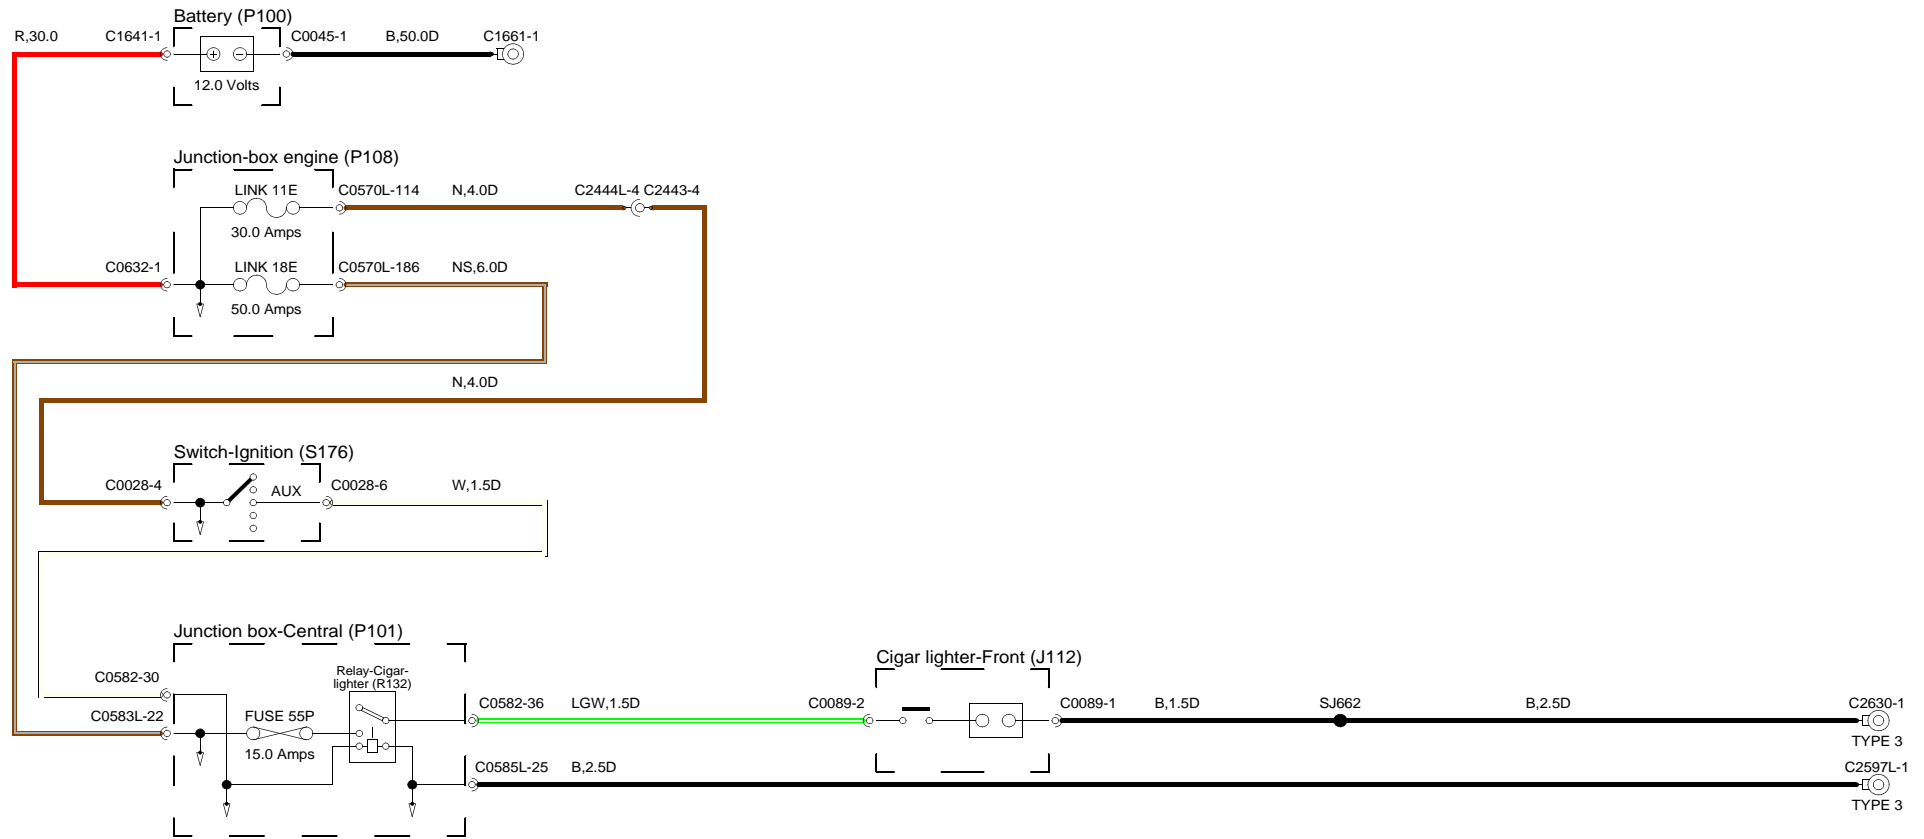 Battery (P100)
R,30.0
C1641-1
C0045-1
B,50.0D
C1661-1
12.0 Volts
Junction-box engine (P108)
LINK 11E
C0570L-114
N,4.0D
C2444L-4
C2443-4
30.0 Amps
C0632-1
LINK 18E
C0570L-186
NS,6.0D
50.0 Amps
N,4.0D
Switch-Ignition (S176)
C0028-4
AUX
C0028-6
W,1.5D
Junction box-Central (P101)
Cigar lighter-Front (J112)
C0582-30
Relay-Cigar-
lighter (R132)
C0582-36
LGW,1.5D
C0089-2
C0089-1
B,1.5D
SJ662
B,2.5D
C2630-1
C0583L-22
FUSE 55P
TYPE 3
15.0 Amps
C0585L-25
B,2.5D
C2597L-1
TYPE 3